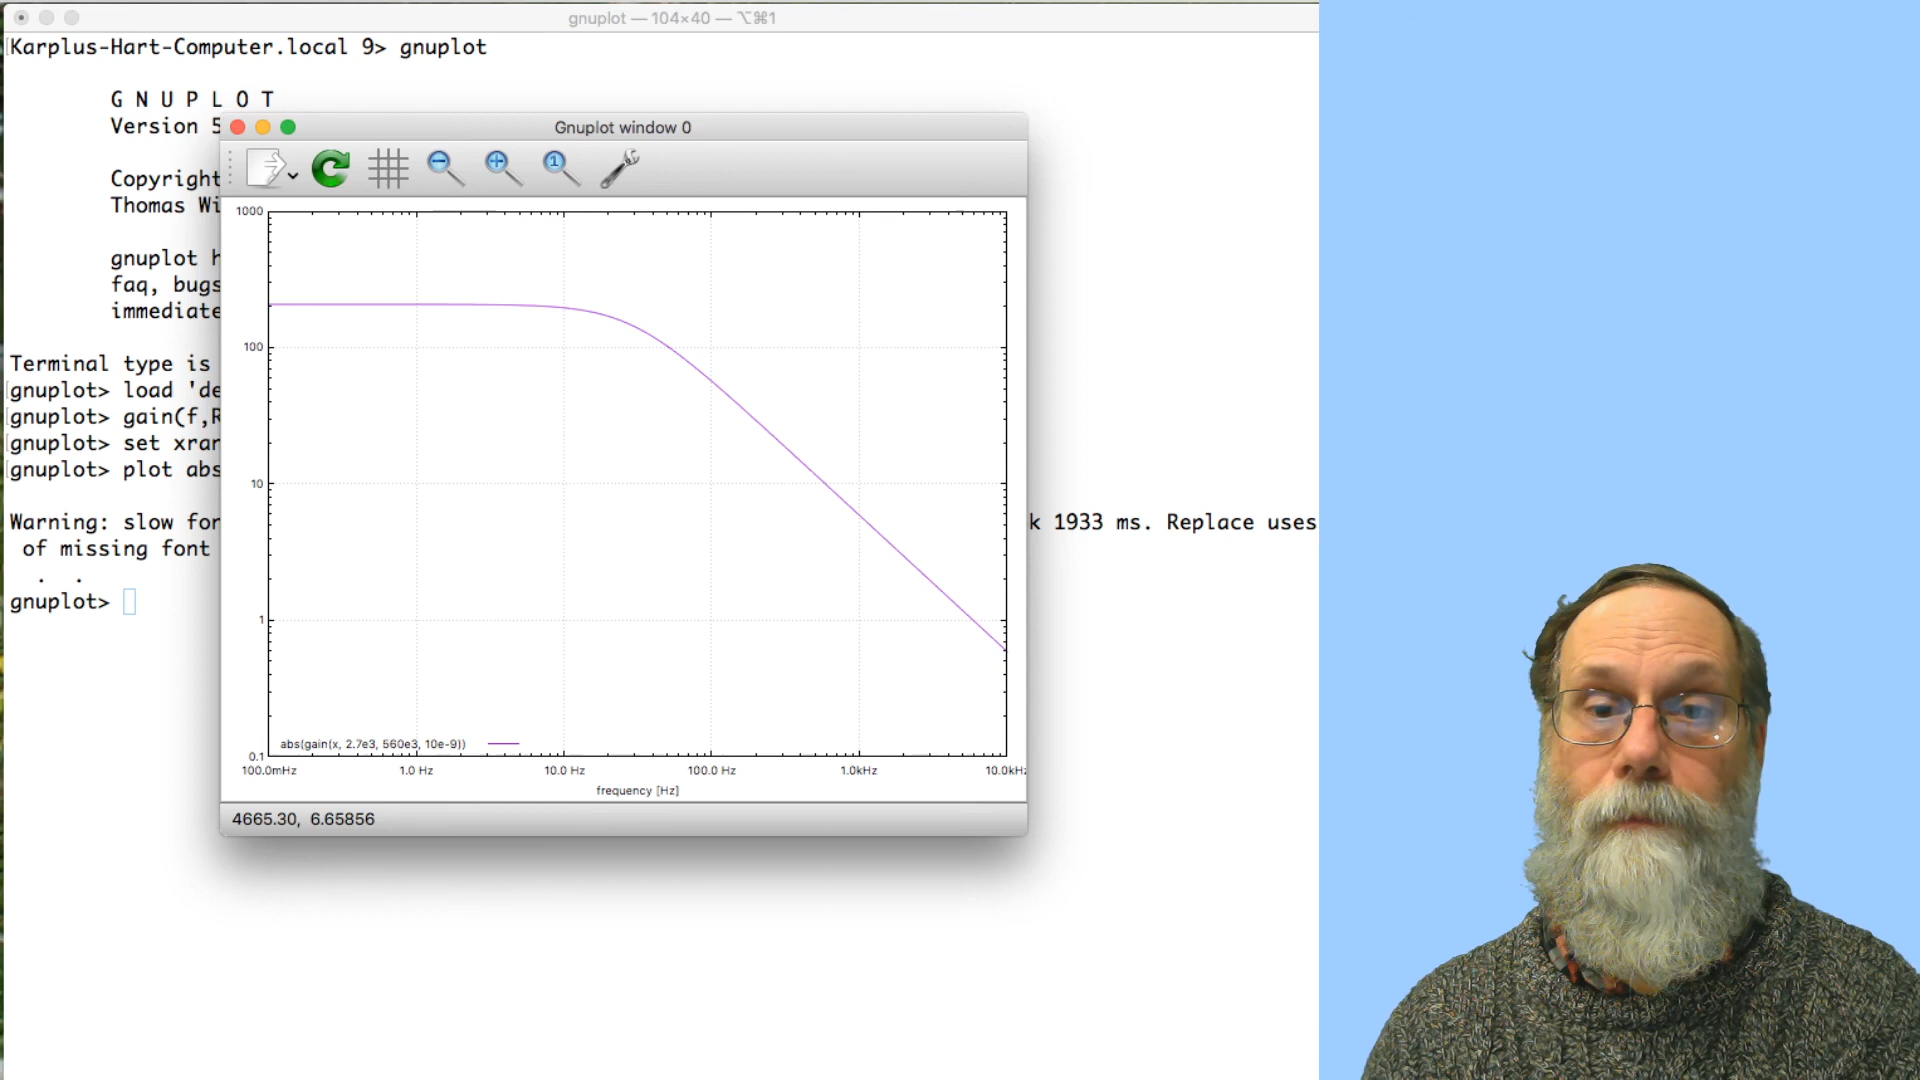 gnuplot — 104×40 — ⌥⌘1
Karplus-Hart-Computer.local 9> gnuplot
G N U P L O T
Version 5
Copyright
Thomas Wi
gnuplot h
faq, bugs
immediate
Terminal type is
gnuplot> load 'de
gnuplot> gain(f,R
gnuplot> set xran
gnuplot> plot abs
Warning: slow for
k 1933 ms. Replace uses
of missing font
. .
gnuplot>
Gnuplot window 0
1
1000
100
10
1
0.1
abs(gain(x, 2.7e3, 560e3, 10e-9))
100.0mHz 1.0 Hz 10.0 Hz 100.0 Hz 1.0kHz 10.0kHz
frequency [Hz]
4665.30, 6.65856